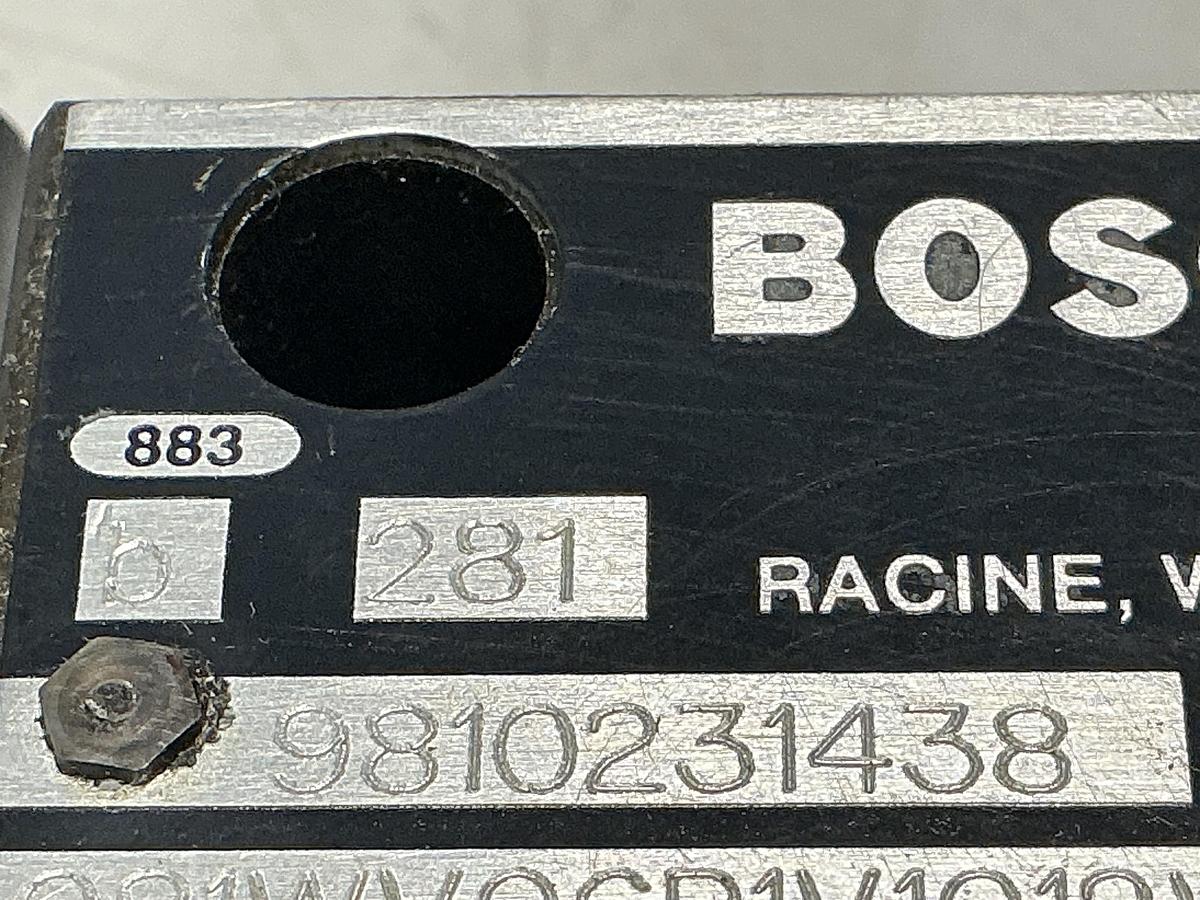 BOS
883
b 281
RACINE, W
9810231438